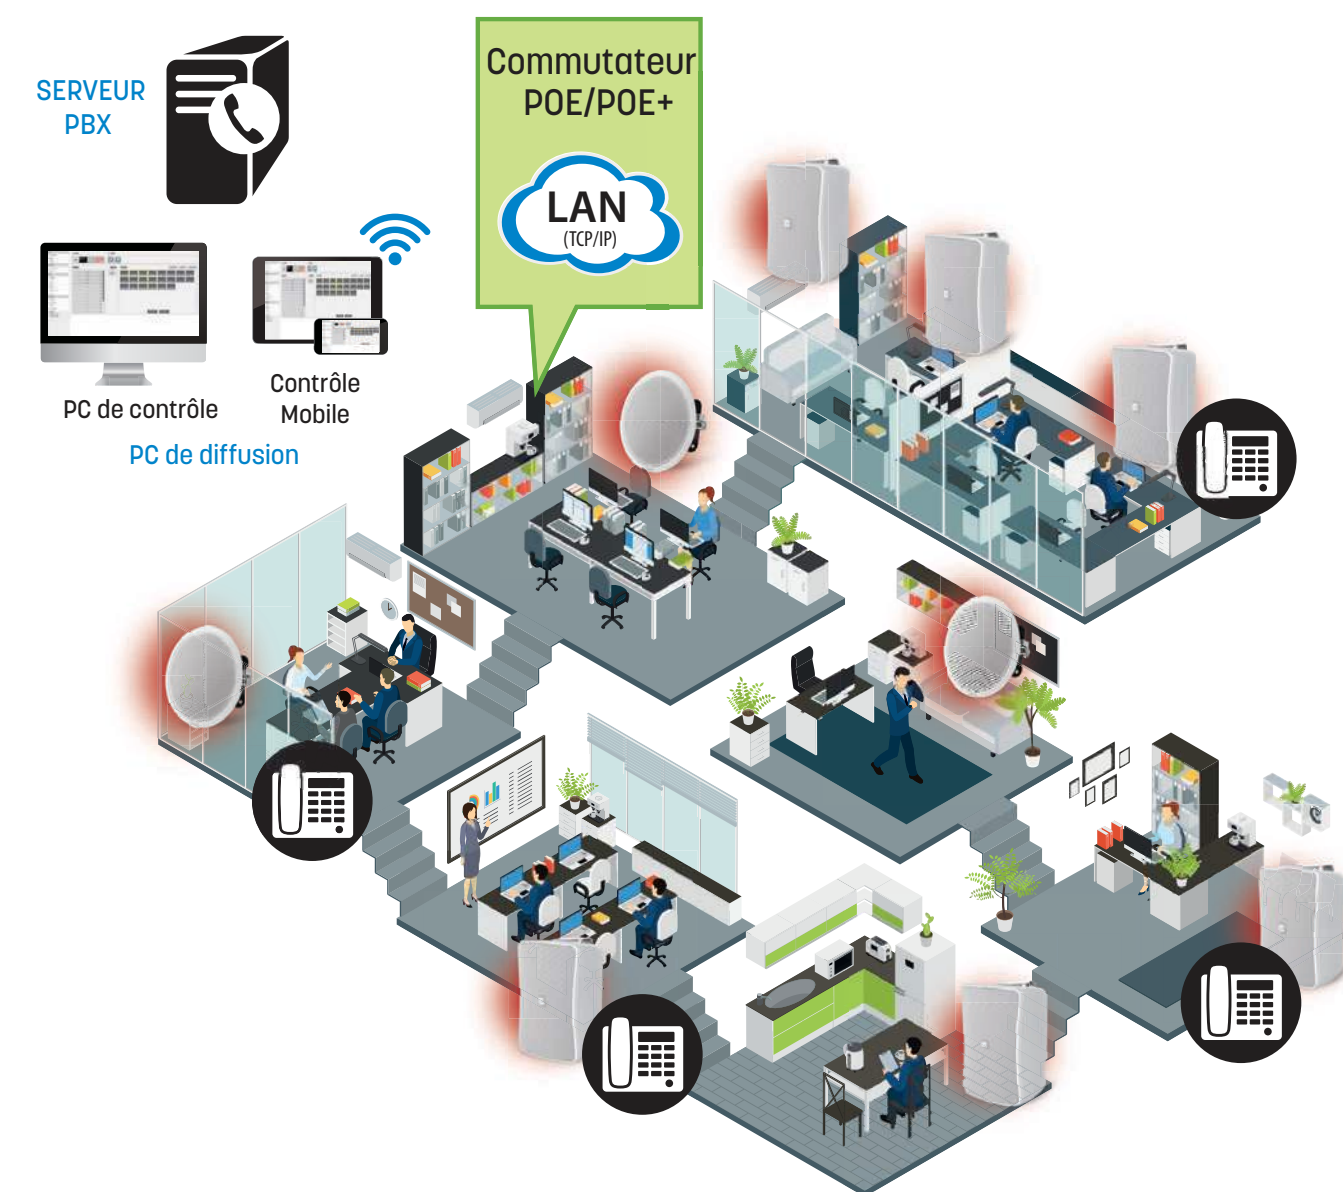 SERVEUR
PBX
Commutateur
POE/POE+
LAN
(TCP/IP)
PC de contrôle
Contrôle
Mobile
PC de diffusion